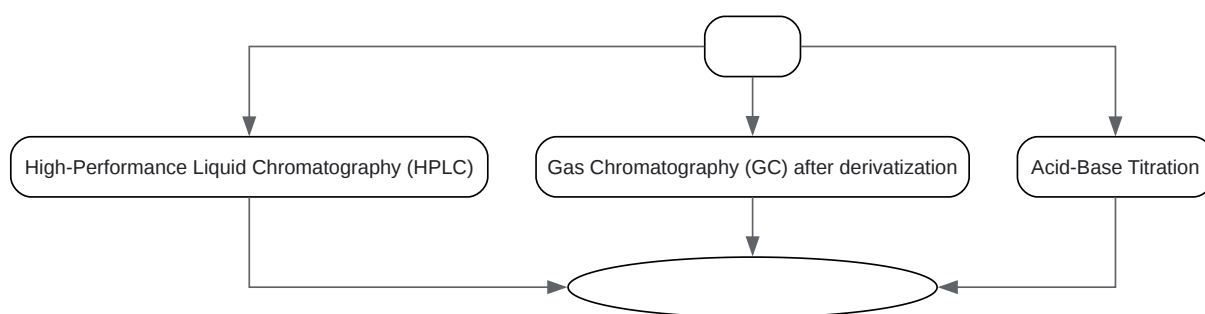 High-Performance Liquid Chromatography (HPLC)
Gas Chromatography (GC) after derivatization
Acid-Base Titration